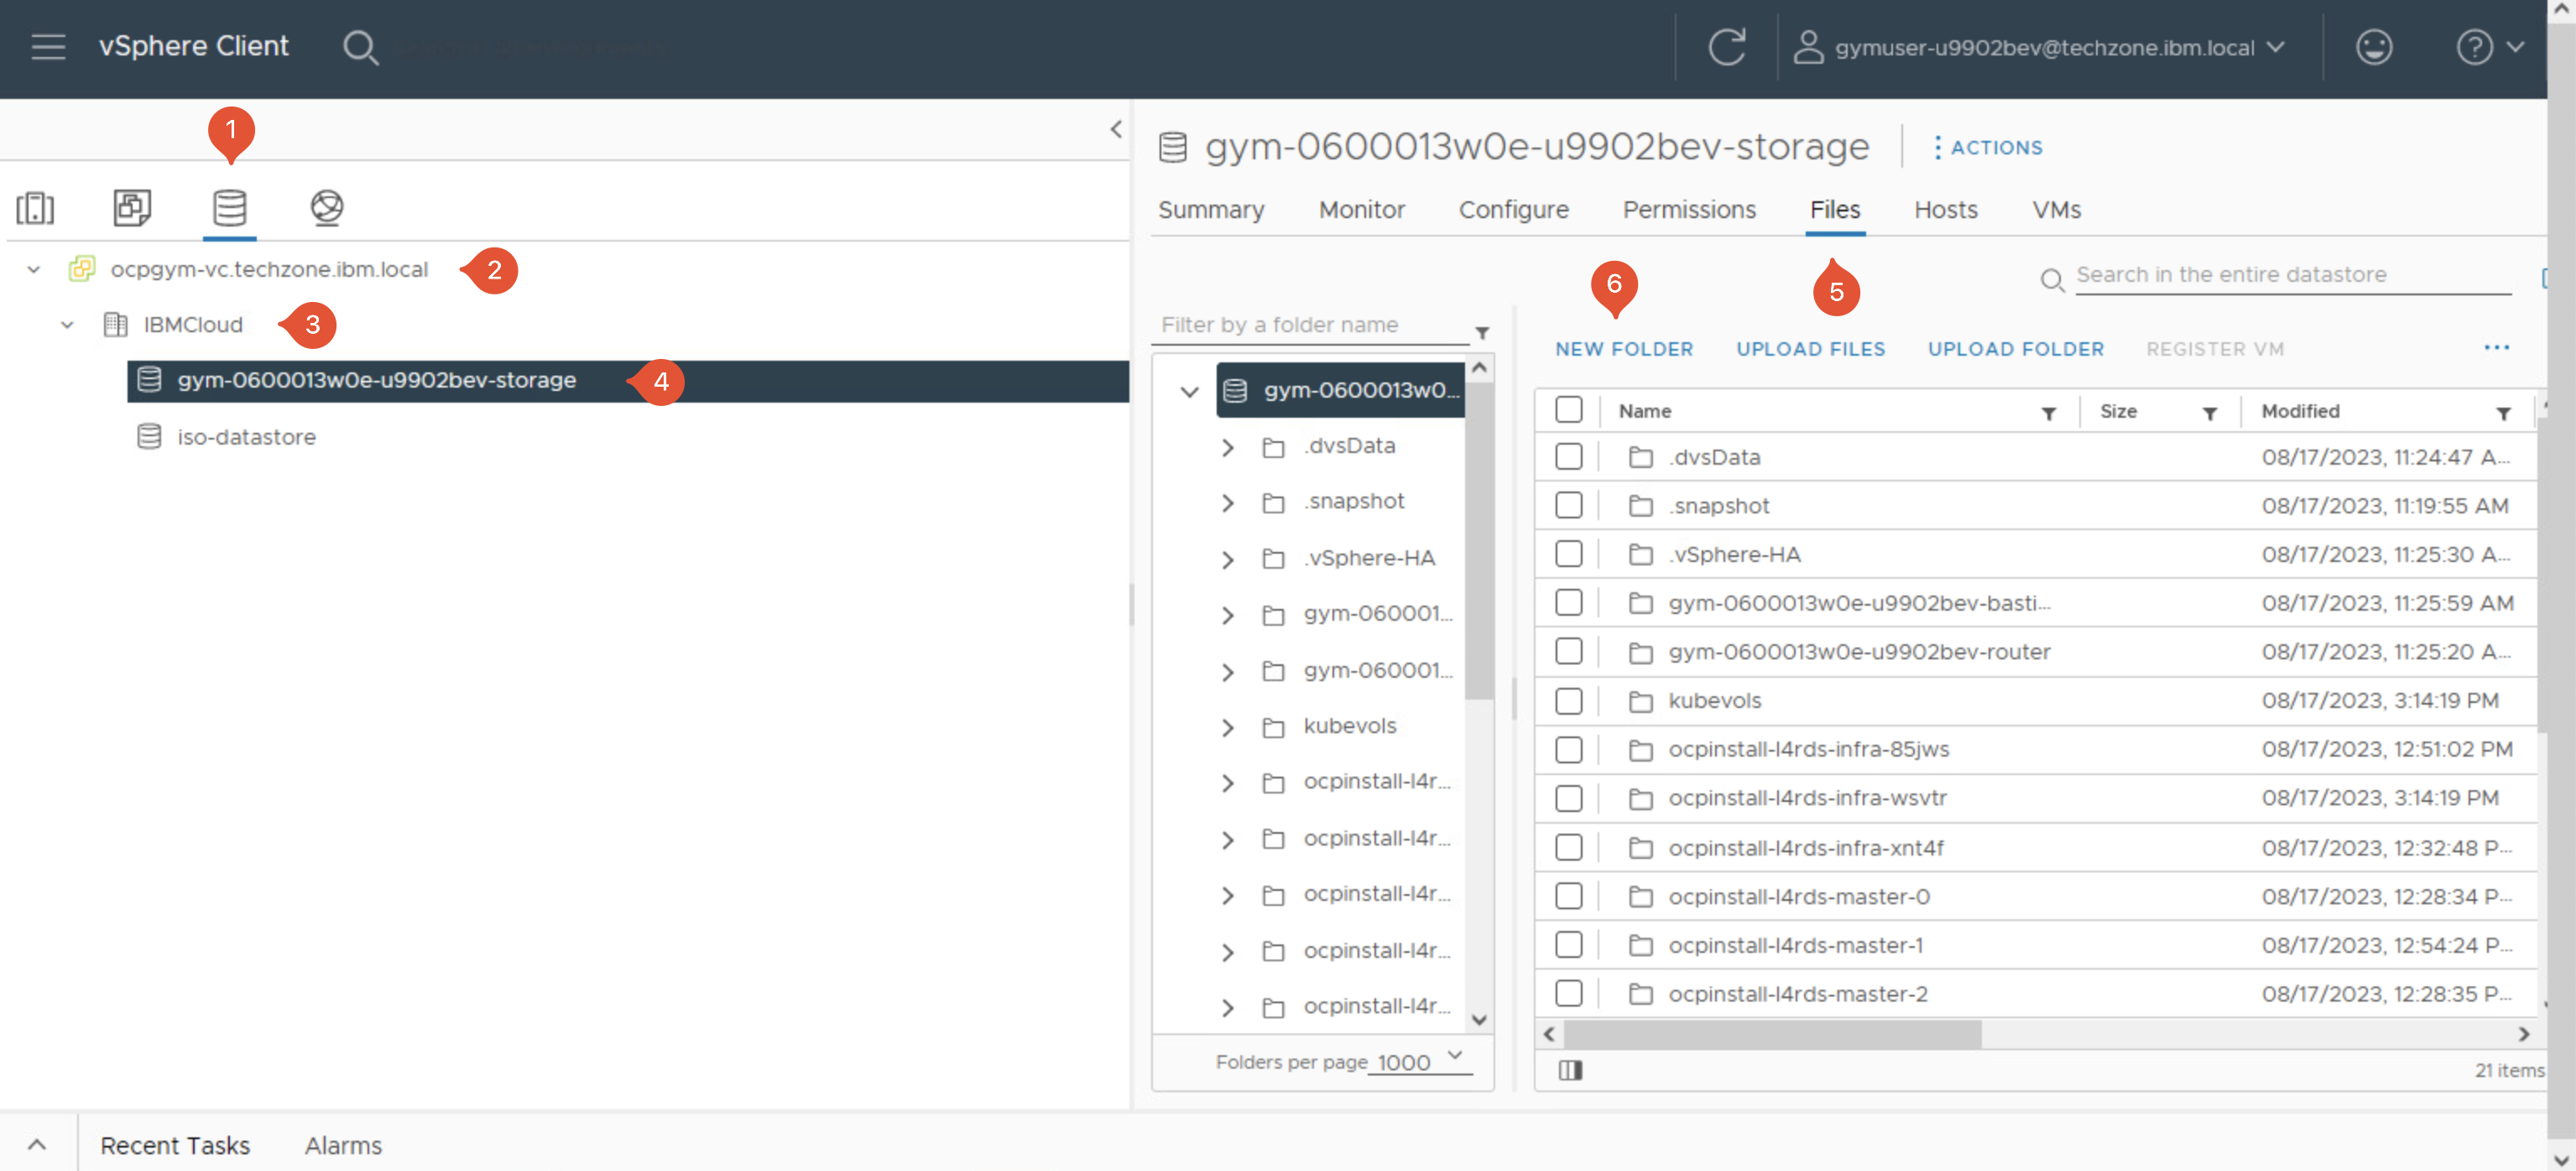 vSphere Client
gymuser-u9902bev@techzone.ibm.local
1
gym-0600013w0e-u9902bev-storage
ACTIONS
Summary Monitor Configure Permissions Files Hosts VMs
ocpgym-vc.techzone.ibm.local 2
IBMCloud 3
gym-0600013w0e-u9902bev-storage 4
iso-datastore
5
6
Search in the entire datastore
Filter by a folder name
NEW FOLDER UPLOAD FILES UPLOAD FOLDER REGISTER VM ...
gym-0600013w0...
.dvsData
.snapshot
.vSphere-HA
gym-060001...
gym-060001...
kubevols
ocpinstall-l4r...
ocpinstall-l4r...
ocpinstall-l4r...
ocpinstall-l4r...
ocpinstall-l4r...
Folders per page 1000
Name Size Modified
.dvsData 08/17/2023, 11:24:47 A...
.snapshot 08/17/2023, 11:19:55 AM
.vSphere-HA 08/17/2023, 11:25:30 A...
gym-0600013w0e-u9902bev-basti... 08/17/2023, 11:25:59 AM
gym-0600013w0e-u9902bev-router 08/17/2023, 11:25:20 A...
kubevols 08/17/2023, 3:14:19 PM
ocpinstall-l4rds-infra-85jws 08/17/2023, 12:51:02 PM
ocpinstall-l4rds-infra-wsvtr 08/17/2023, 3:14:19 PM
ocpinstall-l4rds-infra-xnt4f 08/17/2023, 12:32:48 P...
ocpinstall-l4rds-master-0 08/17/2023, 12:28:34 P...
ocpinstall-l4rds-master-1 08/17/2023, 12:54:24 P...
ocpinstall-l4rds-master-2 08/17/2023, 12:28:35 P...
21 items
Recent Tasks Alarms